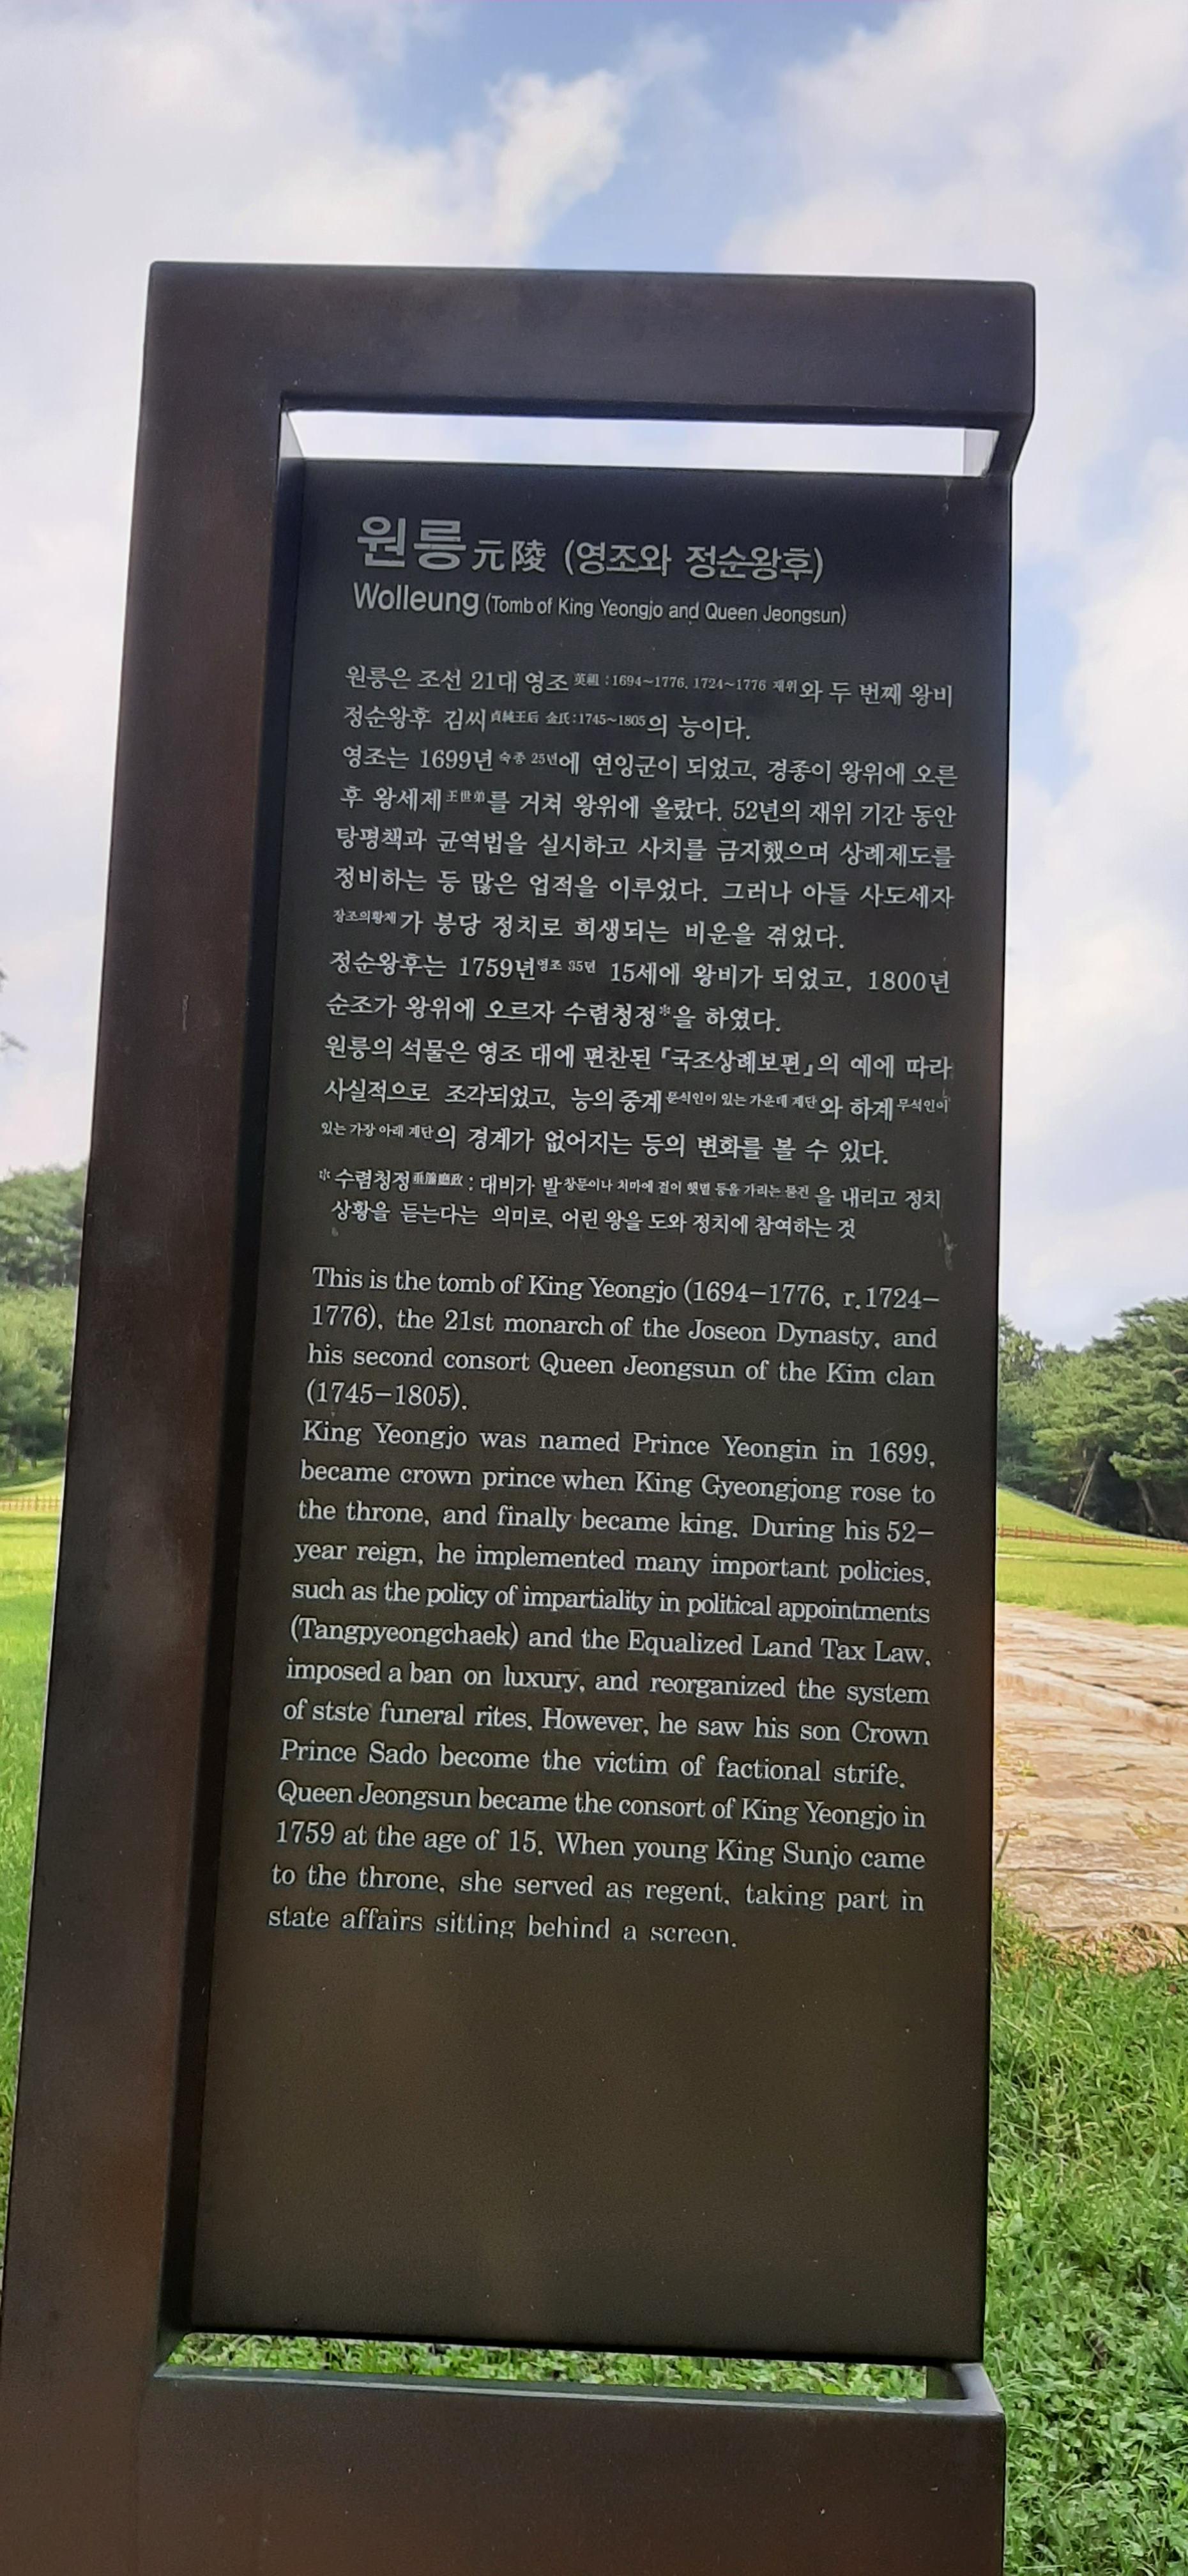 원릉 元陵 (영조와 정순왕후)
Wolleung (Tomb of King Yeongjo and Queen Jeongsun)
원릉은 조선 21대 영조 英祖 : 1694~1776, 1724~1776 재위와 두 번째 왕비
정순왕후 김씨 貞純王后 金氏 : 1745~1805의 능이다.
영조는 1699년 숙종 25년에 연잉군이 되었고, 경종이 왕위에 오른
후 왕세제 王世弟를 거쳐 왕위에 올랐다. 52년의 재위 기간 동안
탕평책과 균역법을 실시하고 사치를 금지했으며 상례제도를
정비하는 등 많은 업적을 이루었다. 그러나 아들 사도세자
장조의황제가 붕당 정치로 희생되는 비운을 겪었다.
정순왕후는 1759년 영조 35년 15세에 왕비가 되었고, 1800년
순조가 왕위에 오르자 수렴청정*을 하였다.
원릉의 석물은 영조 대에 편찬된 『국조상례보편』의 예에 따라
사실적으로 조각되었고, 능의 중계 문석인이 있는 가운데 제단와 하계 무석인이
있는 가장 아래 제단의 경계가 없어지는 등의 변화를 볼 수 있다.
* 수렴청정 垂簾聽政 : 대비가 발 창문이나 처마에 걸어 햇볕 등을 가리는 물건 을 내리고 정치
상황을 듣는다는 의미로, 어린 왕을 도와 정치에 참여하는 것
This is the tomb of King Yeongjo (1694-1776, r.1724-
1776), the 21st monarch of the Joseon Dynasty, and
his second consort Queen Jeongsun of the Kim clan
(1745-1805).
King Yeongjo was named Prince Yeongin in 1699,
became crown prince when King Gyeongjong rose to
the throne, and finally became king. During his 52-
year reign, he implemented many important policies,
such as the policy of impartiality in political appointments
(Tangpyeongchaek) and the Equalized Land Tax Law,
imposed a ban on luxury, and reorganized the system
of stste funeral rites. However, he saw his son Crown
Prince Sado become the victim of factional strife.
Queen Jeongsun became the consort of King Yeongjo in
1759 at the age of 15. When young King Sunjo came
to the throne, she served as regent, taking part in
state affairs sitting behind a screen.